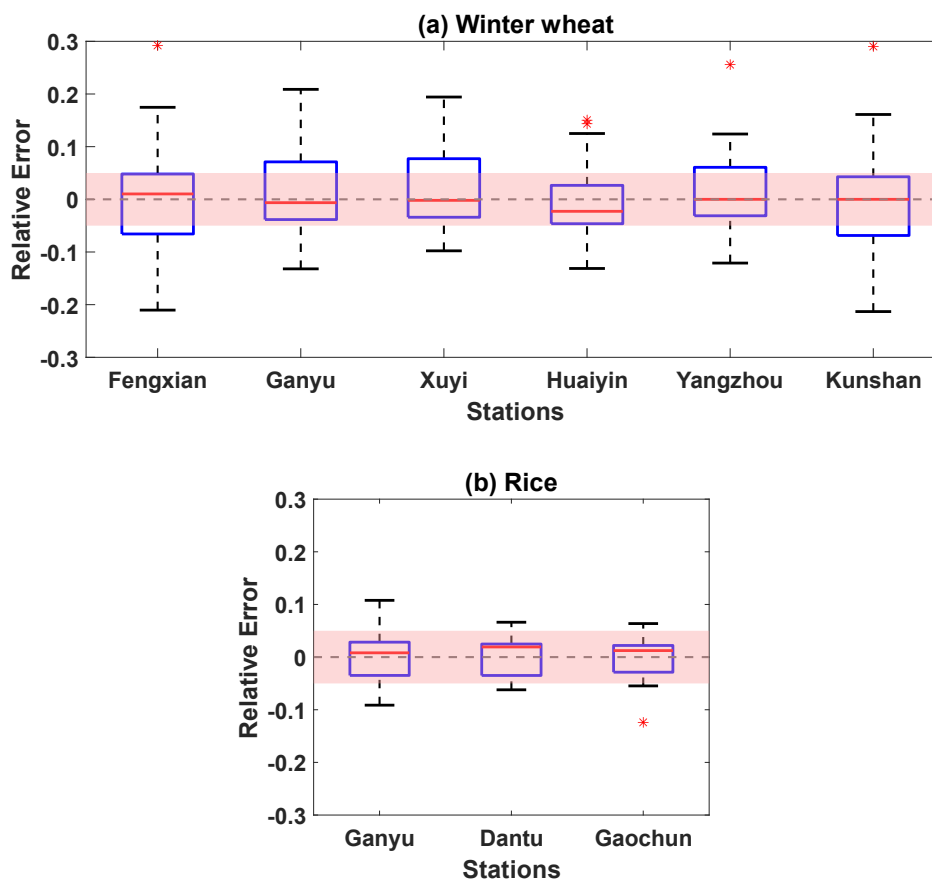 (a) Winter wheat
0.3
0.2
0.1
0
-0.1
-0.2
-0.3
Relative Error
Fengxian Ganyu Xuyi Huaiyin Yangzhou Kunshan
Stations
(b) Rice
0.3
0.2
0.1
0
-0.1
-0.2
-0.3
Relative Error
Ganyu Dantu Gaochun
Stations